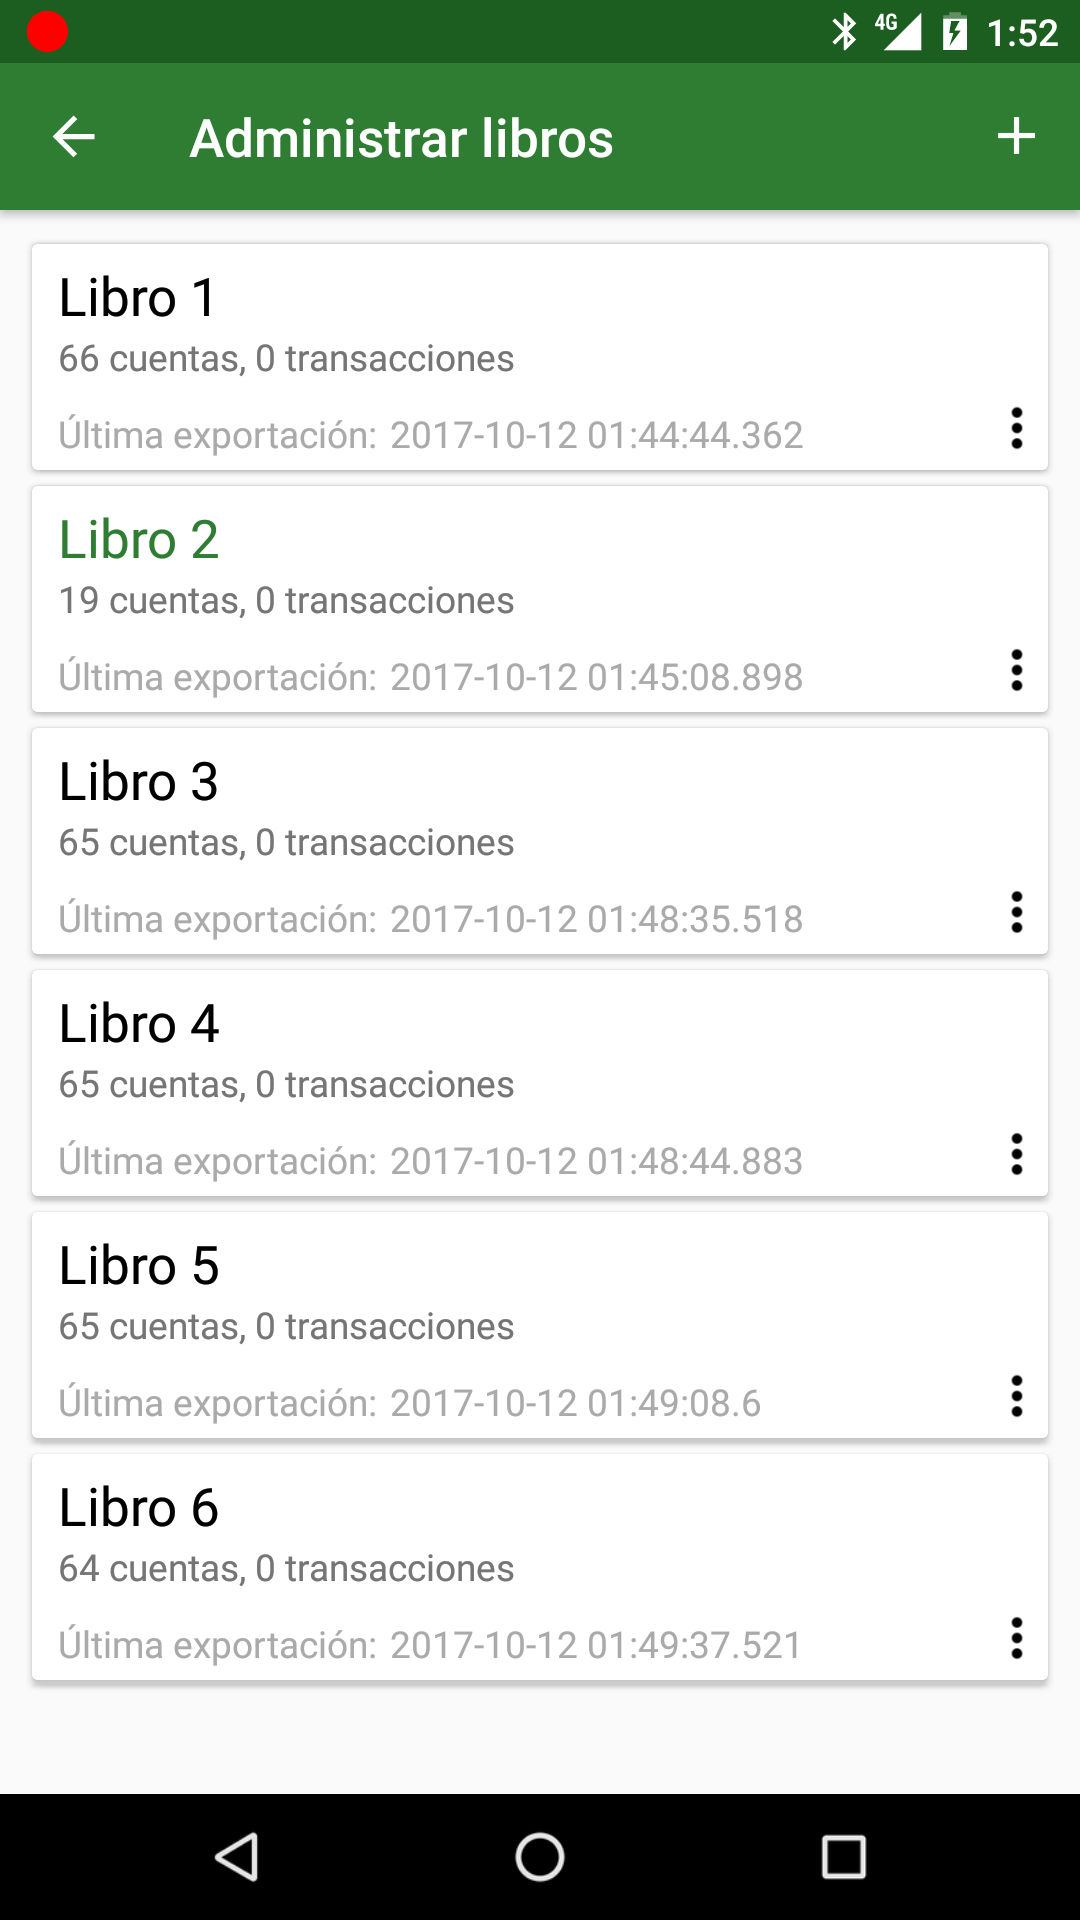 4G 1:52
Administrar libros
Libro 1
66 cuentas, 0 transacciones
Última exportación: 2017-10-12 01:44:44.362
Libro 2
19 cuentas, 0 transacciones
Última exportación: 2017-10-12 01:45:08.898
Libro 3
65 cuentas, 0 transacciones
Última exportación: 2017-10-12 01:48:35.518
Libro 4
65 cuentas, 0 transacciones
Última exportación: 2017-10-12 01:48:44.883
Libro 5
65 cuentas, 0 transacciones
Última exportación: 2017-10-12 01:49:08.6
Libro 6
64 cuentas, 0 transacciones
Última exportación: 2017-10-12 01:49:37.521